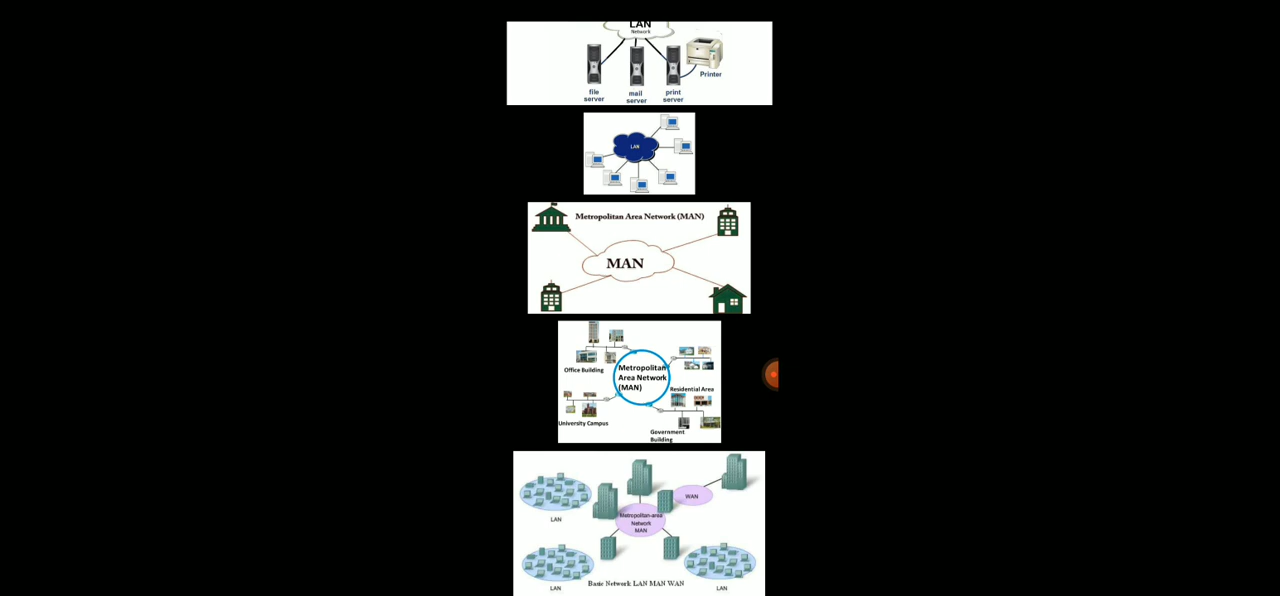 LAN
Network
Printer
file
server
mail
server
print
server
LAN
Metropolitan Area Network (MAN)
MAN
Metropolitan
Area Network
(MAN)
Office Building
Residential Area
University Campus
Government
Building
WAN
LAN
Metropolitan-area
Network
MAN
LAN
LAN
Basic Network LAN MAN WAN